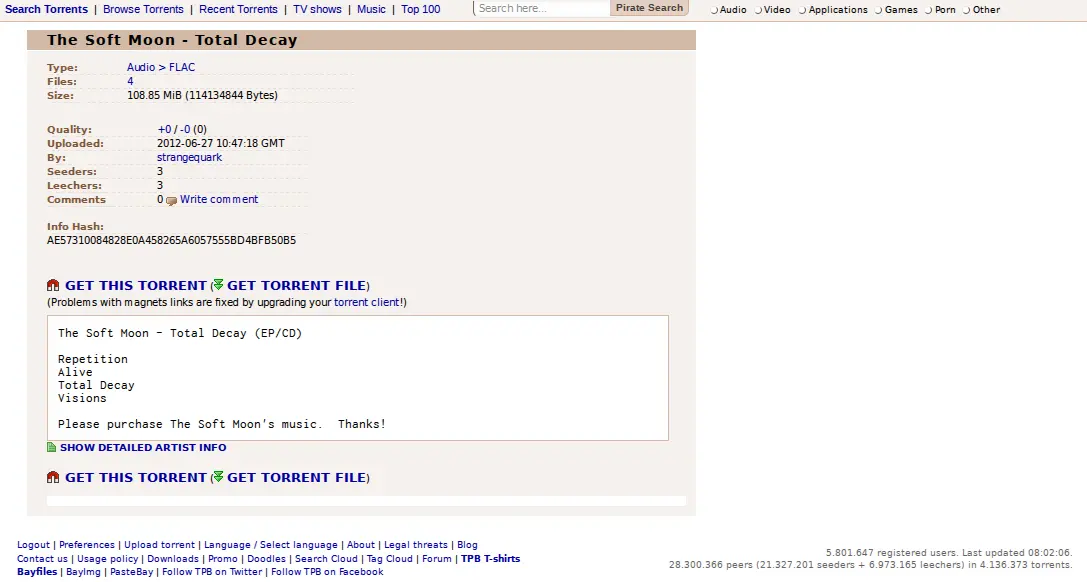 Search Torrents | Browse Torrents | Recent Torrents | TV shows | Music | Top 100 Search here... Pirate Search Audio Video Applications Games Porn Other
The Soft Moon - Total Decay
Type: Audio > FLAC
Files: 4
Size: 108.85 MiB (114134844 Bytes)
Quality: +0 / -0 (0)
Uploaded: 2012-06-27 10:47:18 GMT
By: strangequark
Seeders: 3
Leechers: 3
Comments 0 Write comment
Info Hash:
AE57310084828E0A458265A6057555BD4BFB50B5
GET THIS TORRENT (GET TORRENT FILE)
(Problems with magnets links are fixed by upgrading your torrent client!)
The Soft Moon – Total Decay (EP/CD)
Repetition
Alive
Total Decay
Visions
Please purchase The Soft Moon's music. Thanks!
SHOW DETAILED ARTIST INFO
GET THIS TORRENT (GET TORRENT FILE)
Logout | Preferences | Upload torrent | Language / Select language | About | Legal threats | Blog
Contact us | Usage policy | Downloads | Promo | Doodles | Search Cloud | Tag Cloud | Forum | TPB T-shirts
Bayfiles | BayImg | PasteBay | Follow TPB on Twitter | Follow TPB on Facebook
5.801.647 registered users. Last updated 08:02:06.
28.300.366 peers (21.327.201 seeders + 6.973.165 leechers) in 4.136.373 torrents.